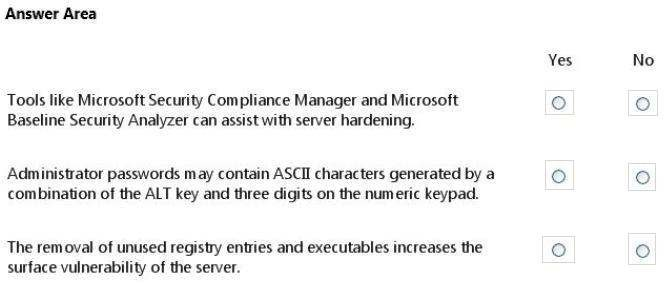 Answer Area
Yes No
Tools like Microsoft Security Compliance Manager and Microsoft
Baseline Security Analyzer can assist with server hardening.
Administrator passwords may contain ASCII characters generated by a
combination of the ALT key and three digits on the numeric keypad.
The removal of unused registry entries and executables increases the
surface vulnerability of the server.